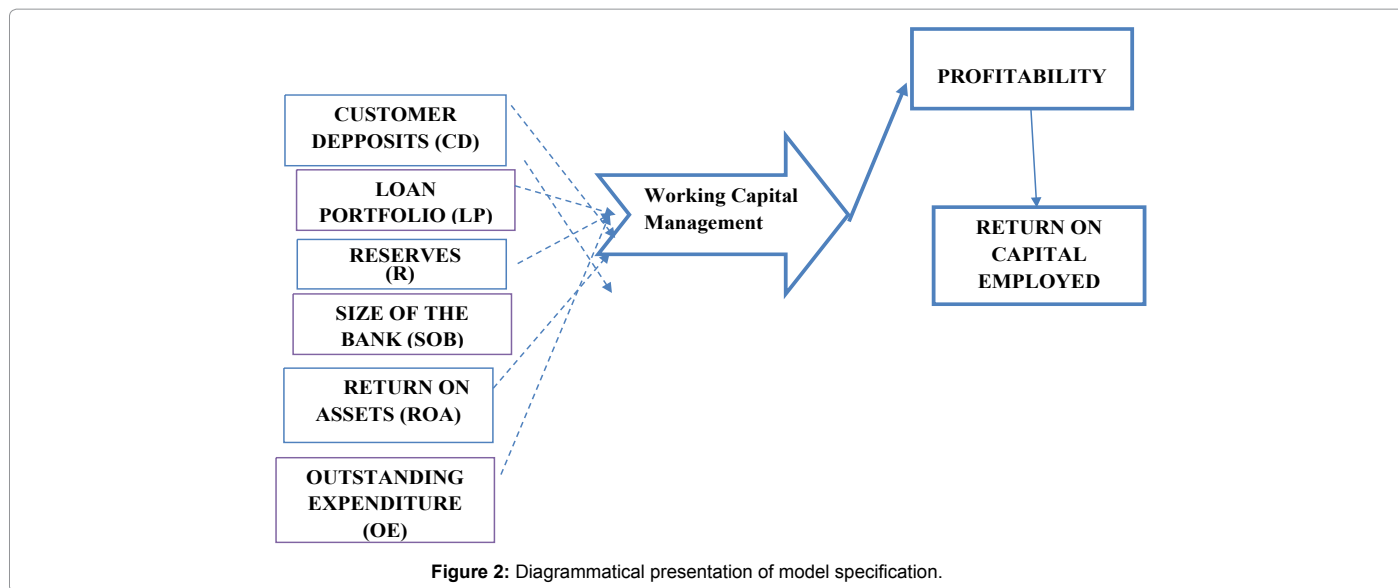 CUSTOMER
DEPPOSITS (CD)
LOAN
PORTFOLIO (LP)
RESERVES
(R)
SIZE OF THE
BANK (SOB)
RETURN ON
ASSETS (ROA)
OUTSTANDING
EXPENDITURE
(OE)
Working Capital
Management
PROFITABILITY
RETURN ON
CAPITAL
EMPLOYED
Figure 2: Diagrammatical presentation of model specification.